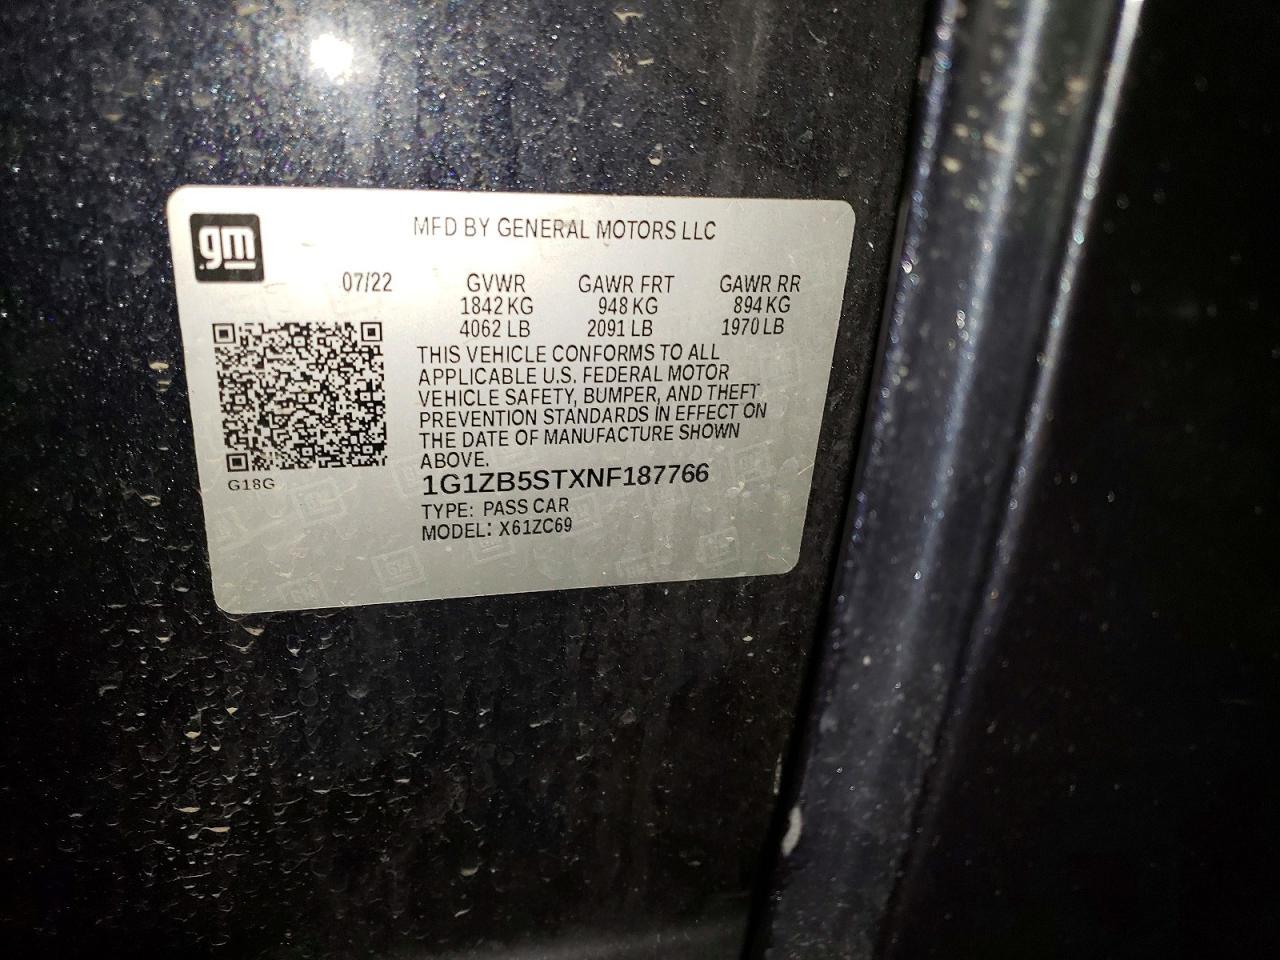 gm
MFD BY GENERAL MOTORS LLC
07/22 GVWR GAWR FRT GAWR RR
1842 KG 948 KG 894 KG
4062 LB 2091 LB 1970 LB
THIS VEHICLE CONFORMS TO ALL
APPLICABLE U.S. FEDERAL MOTOR
VEHICLE SAFETY, BUMPER, AND THEFT
PREVENTION STANDARDS IN EFFECT ON
THE DATE OF MANUFACTURE SHOWN
ABOVE.
G18G
1G1ZB5STXNF187766
TYPE: PASS CAR
MODEL: X61ZC69